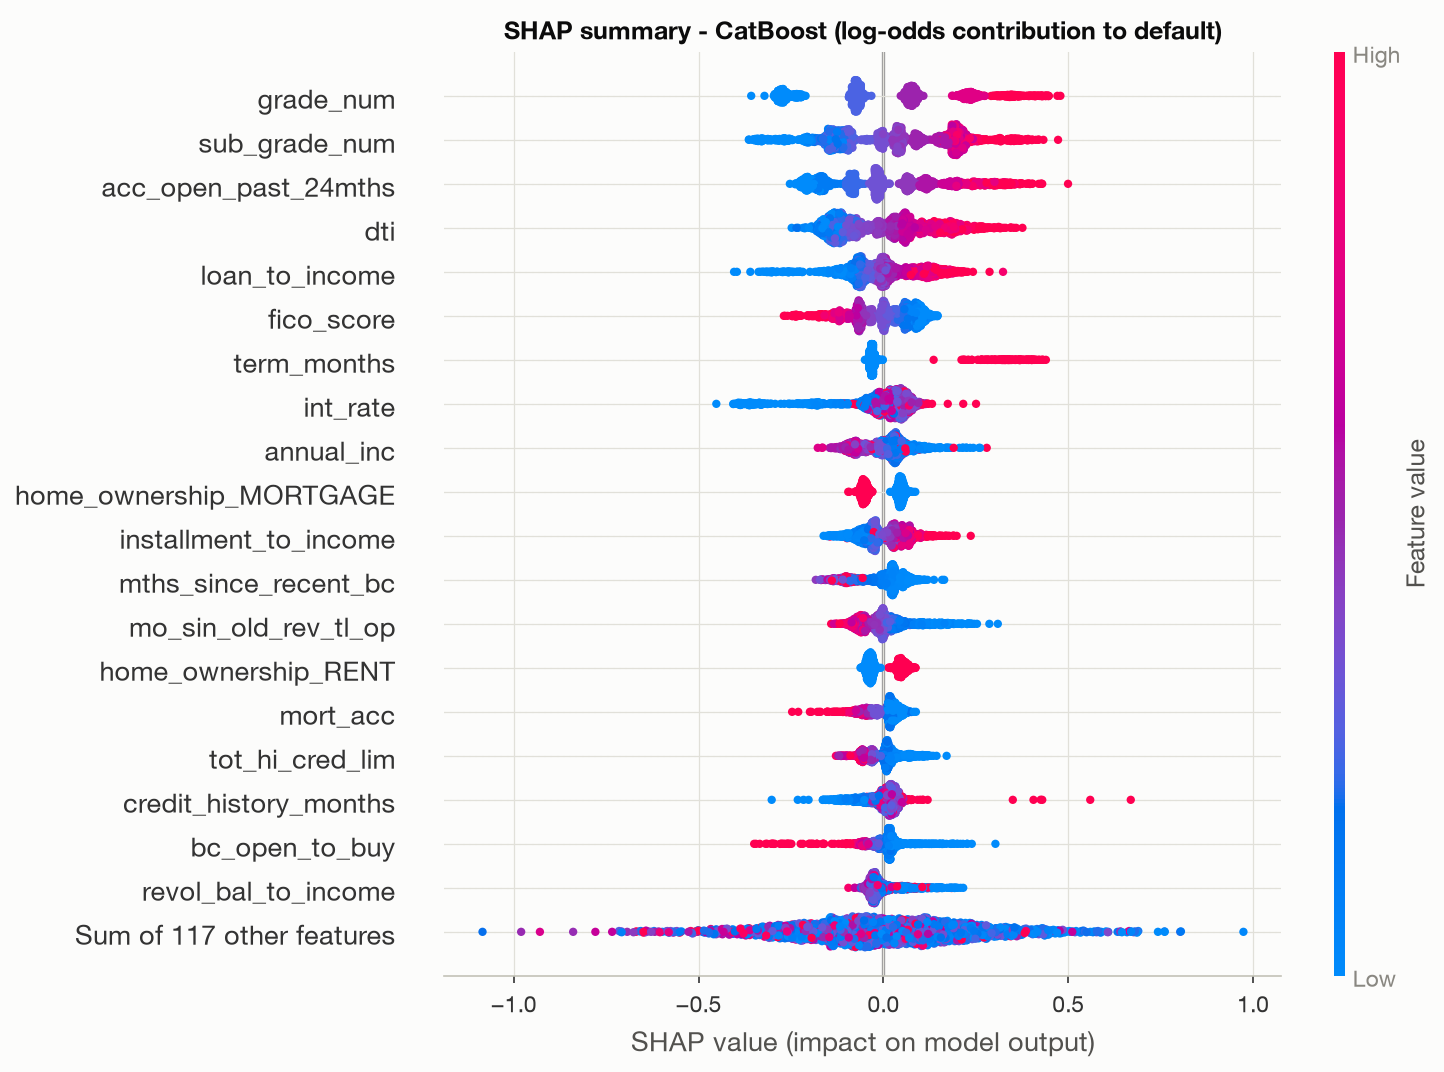 SHAP summary - CatBoost (log-odds contribution to default)
High
grade_num
sub_grade_num
acc_open_past_24mths
dti
loan_to_income
fico_score
term_months
int_rate
annual_inc
home_ownership_MORTGAGE
installment_to_income
mths_since_recent_bc
mo_sin_old_rev_tl_op
home_ownership_RENT
mort_acc
tot_hi_cred_lim
credit_history_months
bc_open_to_buy
revol_bal_to_income
Sum of 117 other features
Feature value
Low
−1.0 −0.5 0.0 0.5 1.0
SHAP value (impact on model output)